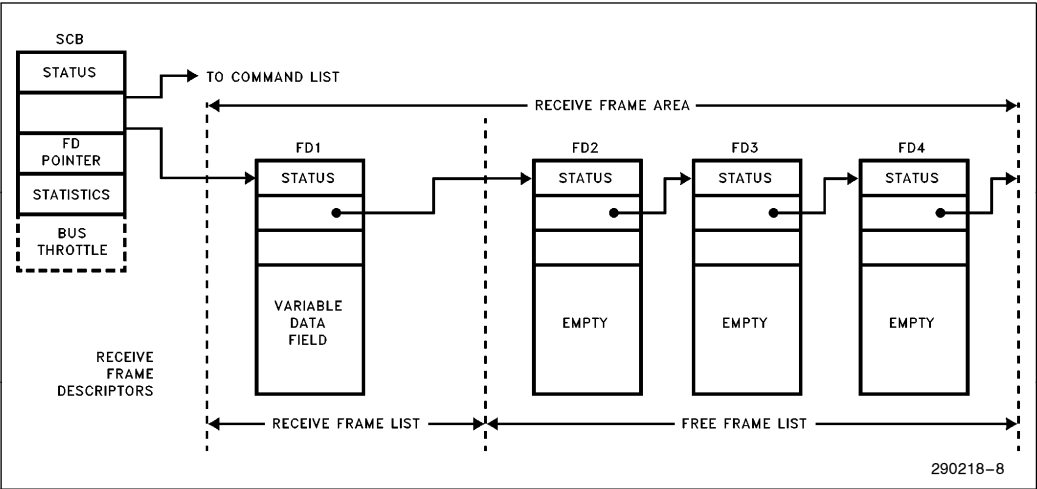 SCB
STATUS
TO COMMAND LIST
RECEIVE FRAME AREA
FD
POINTER
STATISTICS
BUS
THROTTLE
FD1
STATUS
VARIABLE
DATA
FIELD
FD2
STATUS
EMPTY
FD3
STATUS
EMPTY
FD4
STATUS
EMPTY
RECEIVE
FRAME
DESCRIPTORS
RECEIVE FRAME LIST
FREE FRAME LIST
290218–8